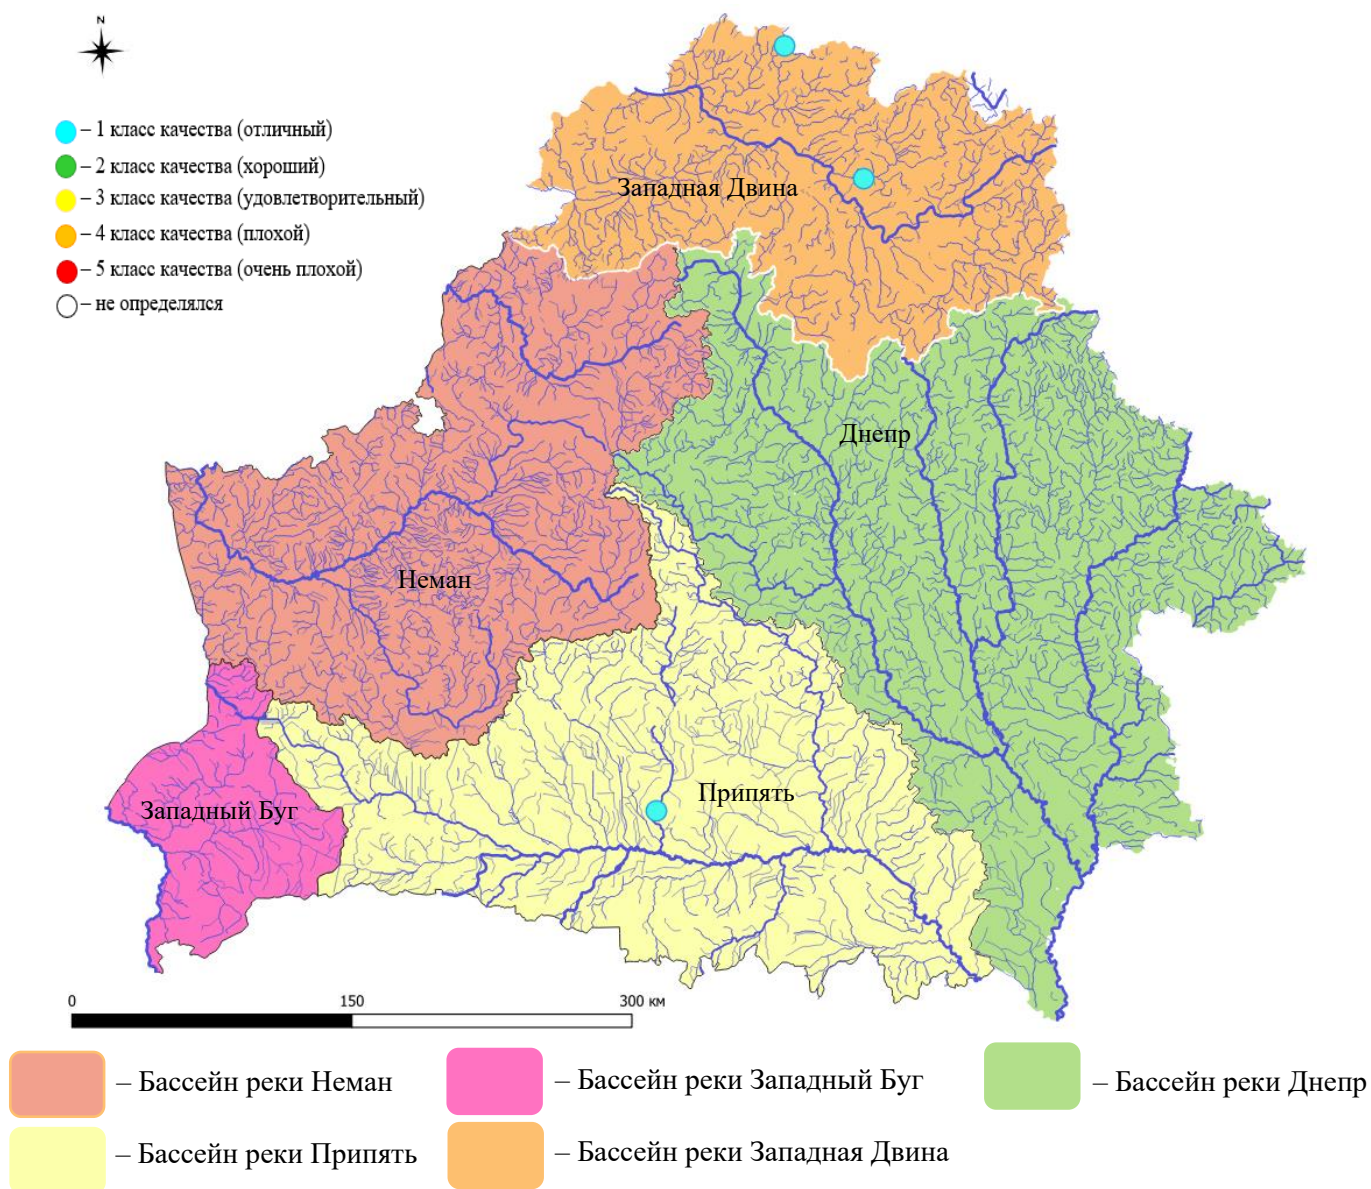 N
– 1 класс качества (отличный)
– 2 класс качества (хороший)
– 3 класс качества (удовлетворительный)
– 4 класс качества (плохой)
– 5 класс качества (очень плохой)
– не определялся
Западная Двина
Днепр
Неман
Припять
Западный Буг
0 150 300 км
– Бассейн реки Неман
– Бассейн реки Западный Буг
– Бассейн реки Днепр
– Бассейн реки Припять
– Бассейн реки Западная Двина